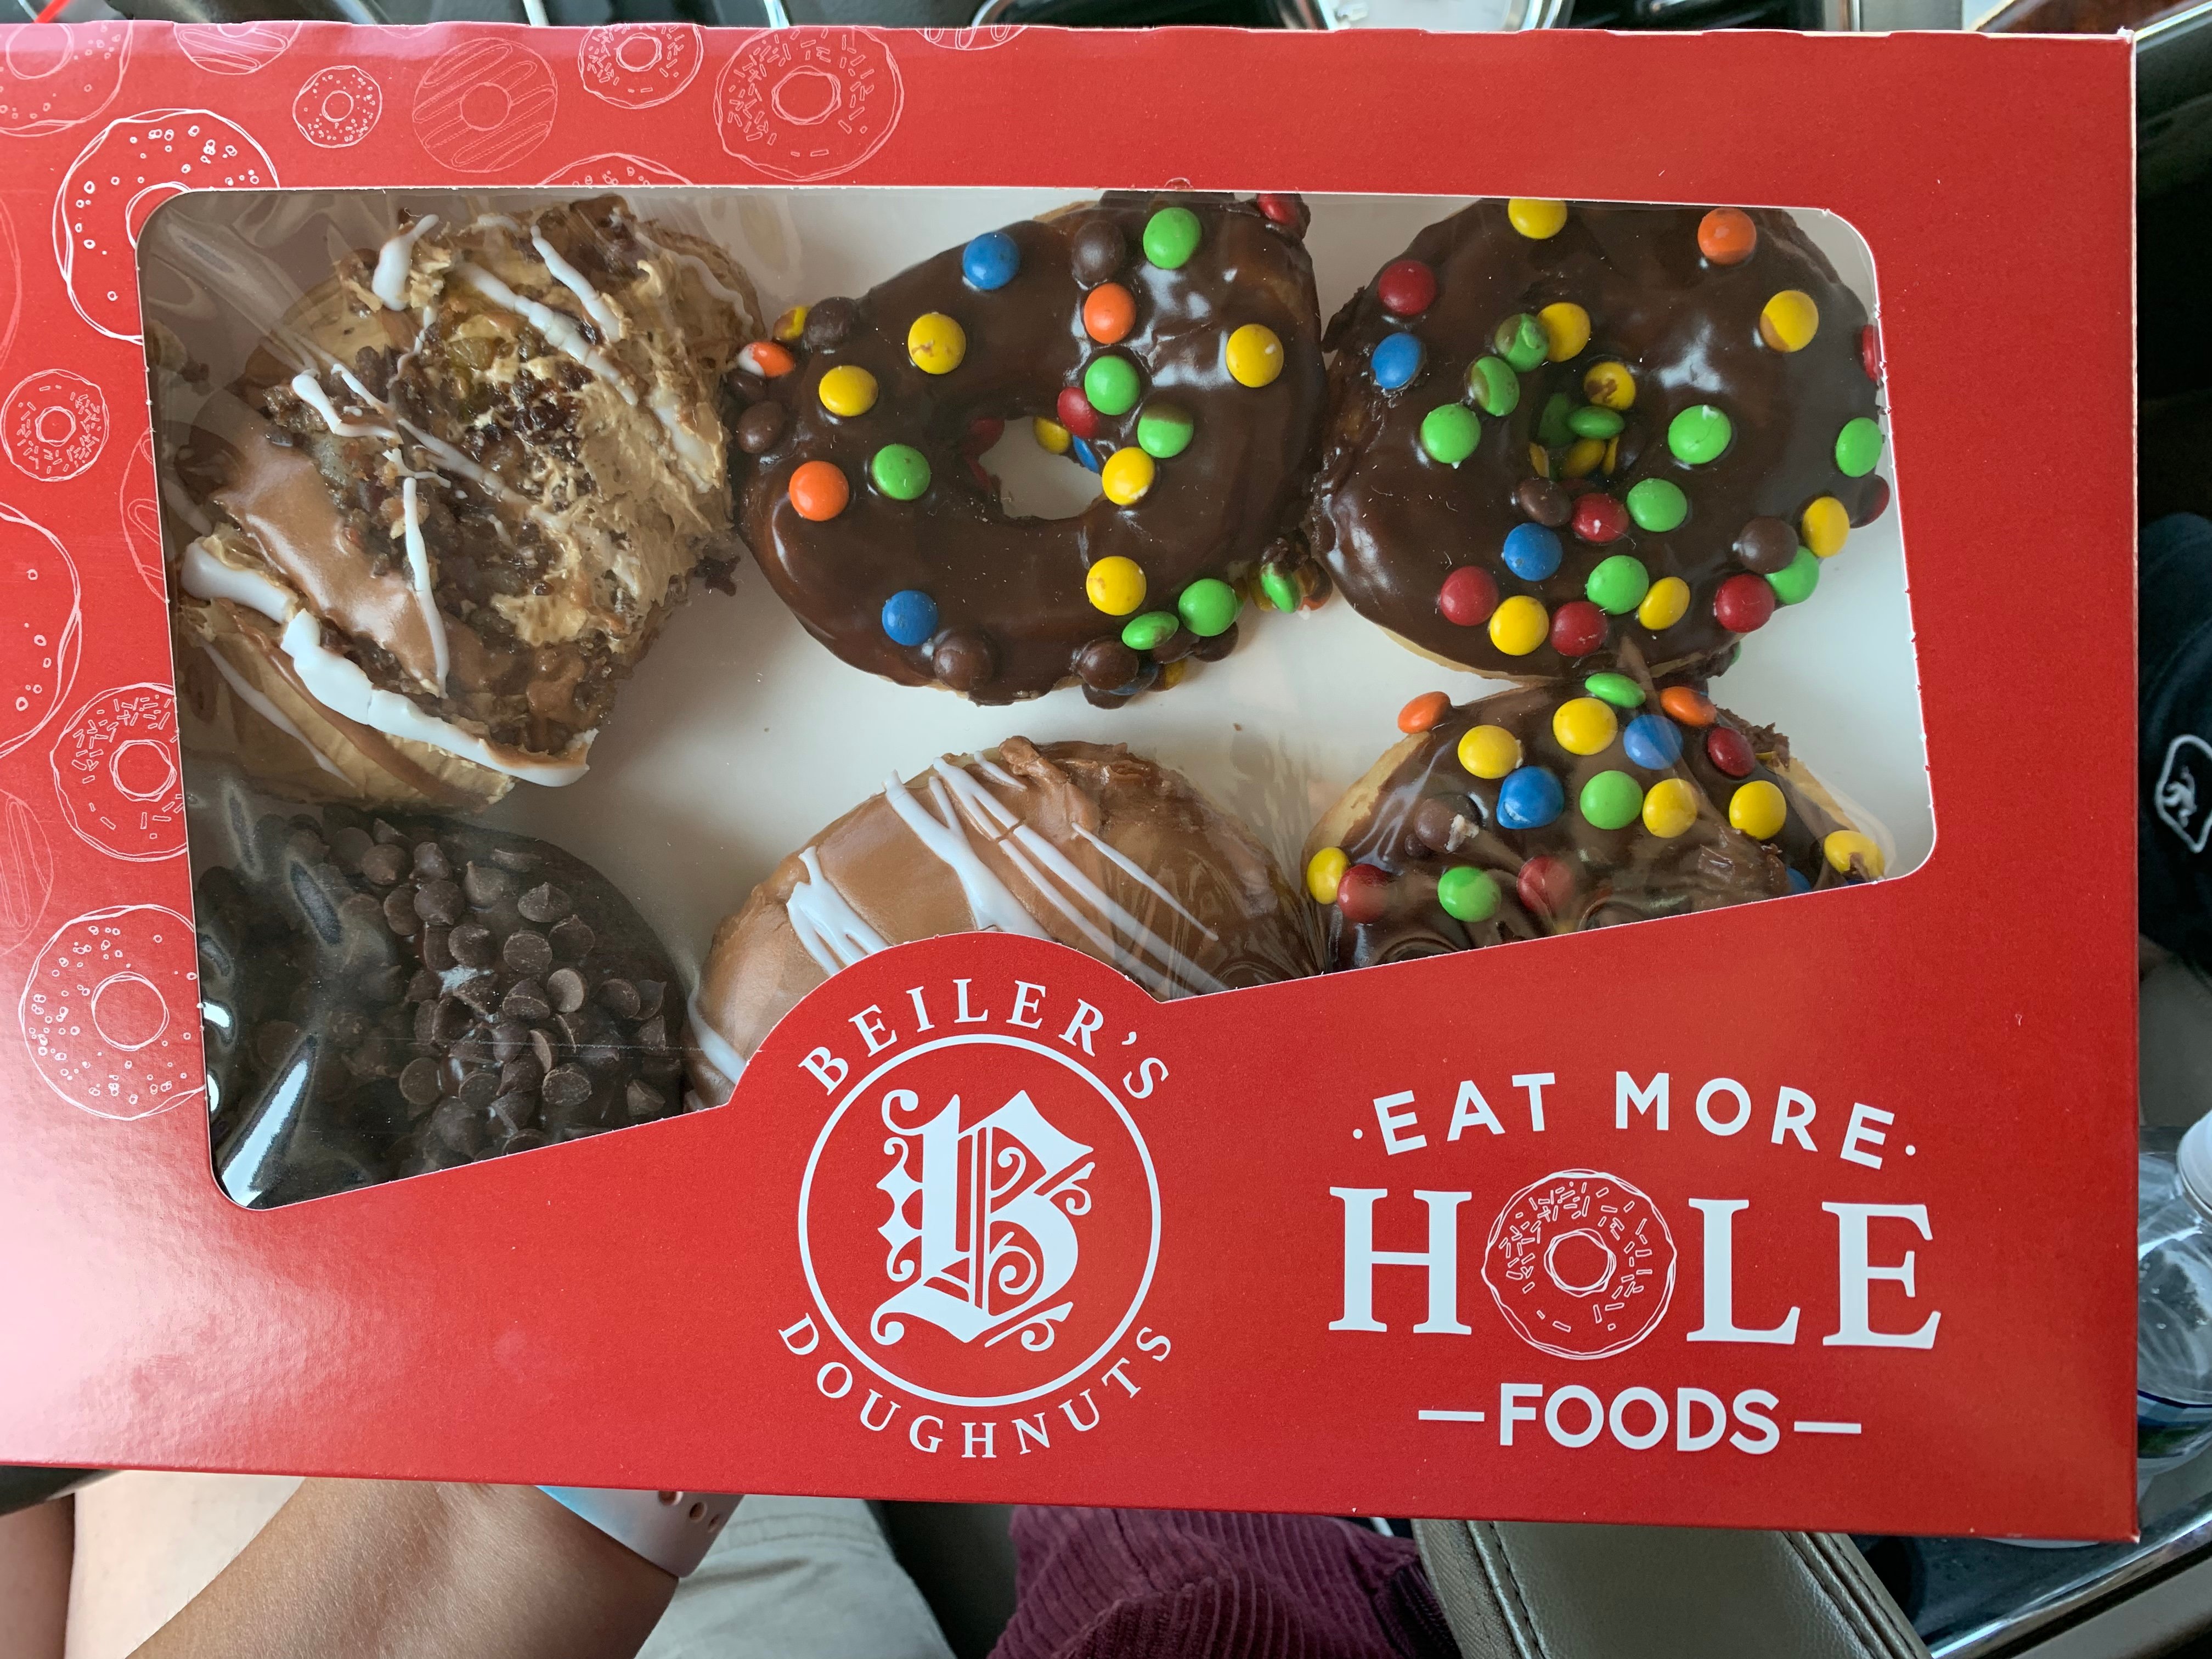 BEILER'S
B
DOUGHNUTS
·EAT MORE·
HOLE
—FOODS—